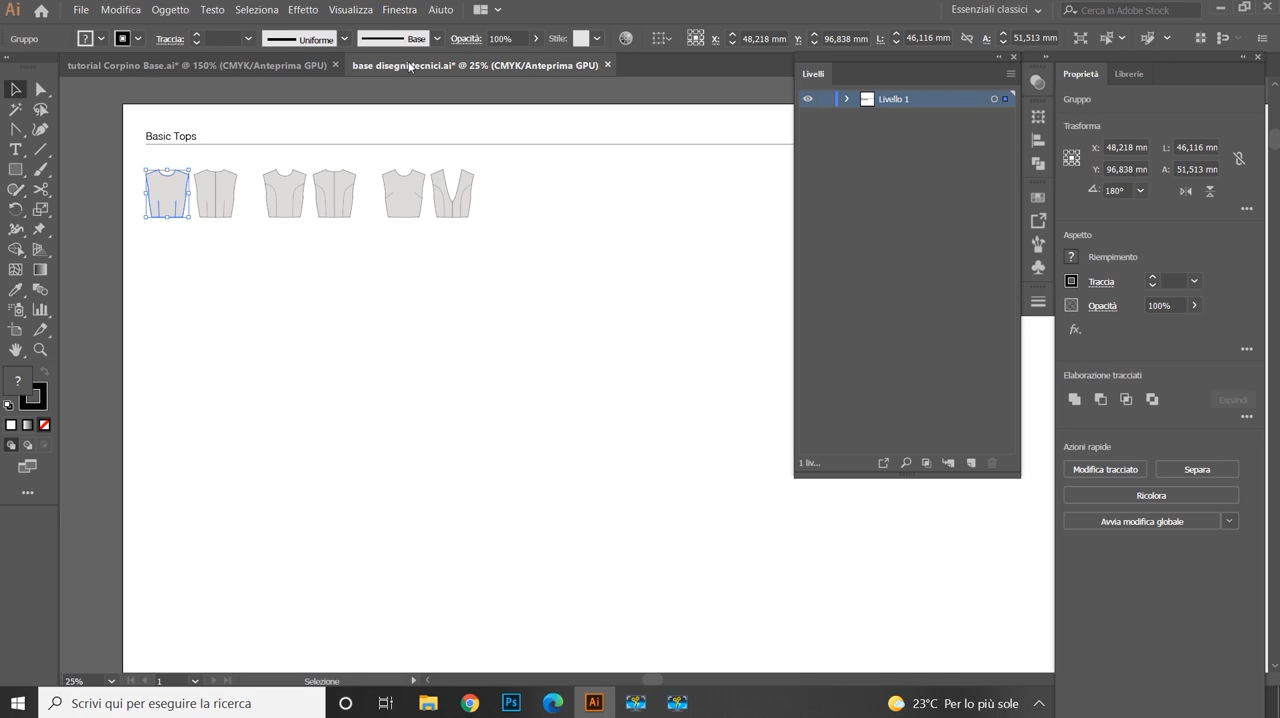 Ai File Modifica Oggetto Testo Selezione Effetto Visualizza Finestra Aiuto Essenziali classici Cerca in Adobe Stock
Gruppo ? Traccia: Uniforme Base Opacità: 100% Stile: X: 48,218 mm Y: 96,838 mm L: 46,116 mm A: 51,513 mm
tutorial Corpino Base.ai* @ 150% (CMYK/Anteprima GPU) × base disegni tecnici.ai* @ 25% (CMYK/Anteprima GPU) ×
Livelli
Livello 1
Basic Tops
1 liv...
Proprietà Librerie
Gruppo
Trasforma
X: 48,218 mm L: 46,116 mm
Y: 96,838 mm A: 51,513 mm
180°
Aspetto
? Riempimento
Traccia
Opacità 100%
fx.
Elaborazione tracciati
Espandi
Azioni rapide
Modifica tracciato Separa
Ricolora
Avvia modifica globale
?
25% 1 Selezione
Scrivi qui per eseguire la ricerca Ps Ai 23°C Per lo più sole